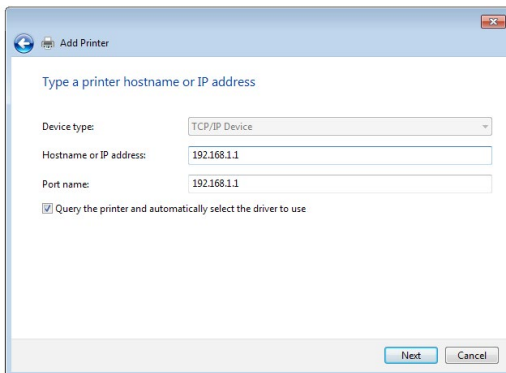 Add Printer
Type a printer hostname or IP address
Device type: TCP/IP Device
Hostname or IP address: 192.168.1.1
Port name: 192.168.1.1
Query the printer and automatically select the driver to use
Next Cancel